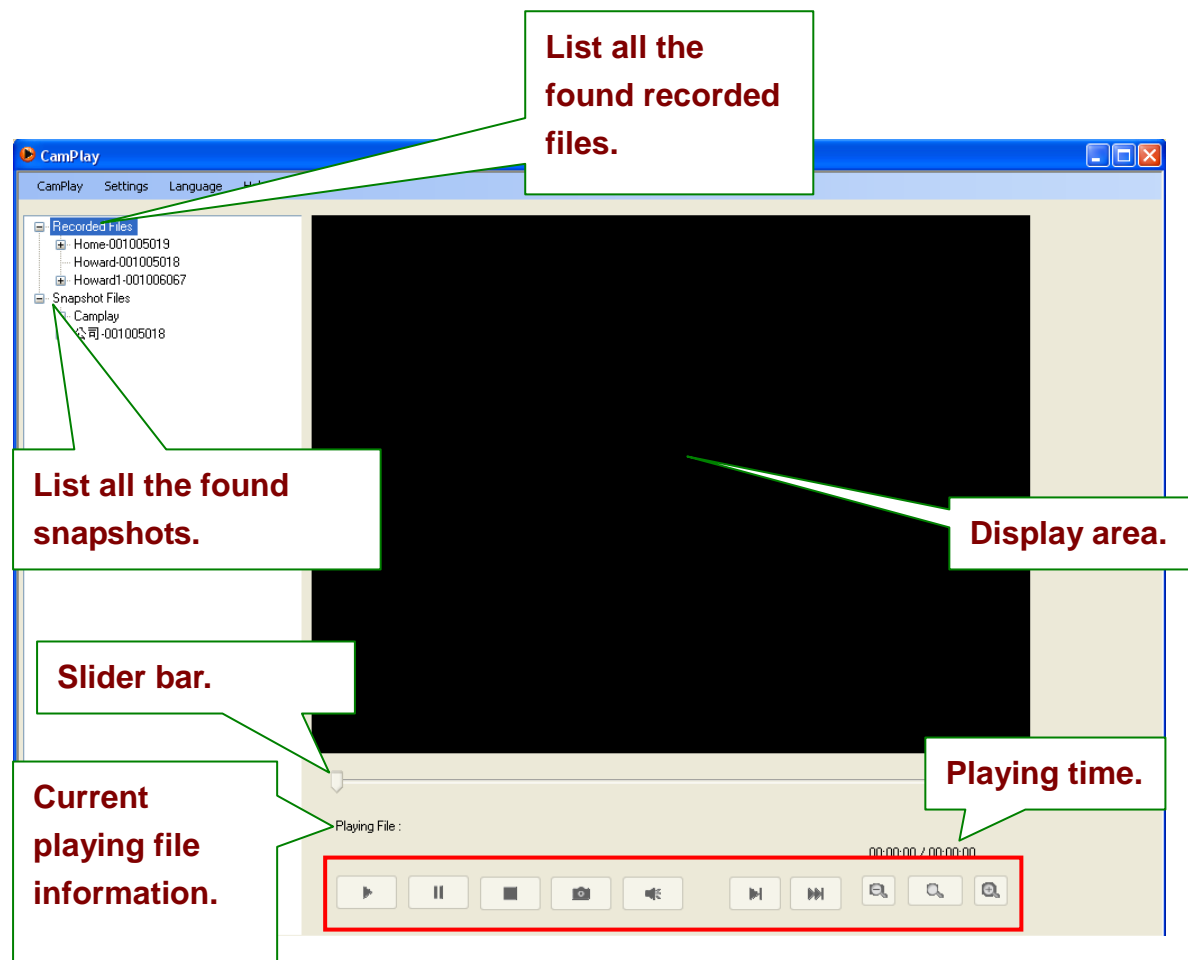 List all the
found recorded
files.
CamPlay
CamPlay Settings Language
Recorded Files
Home-001005019
Howard-001005018
Howard1-001006067
Snapshot Files
Camplay
公司-001005018
List all the found
snapshots.
Display area.
Slider bar.
Playing time.
Current
playing file
information.
Playing File :
00:00:00 / 00:00:00